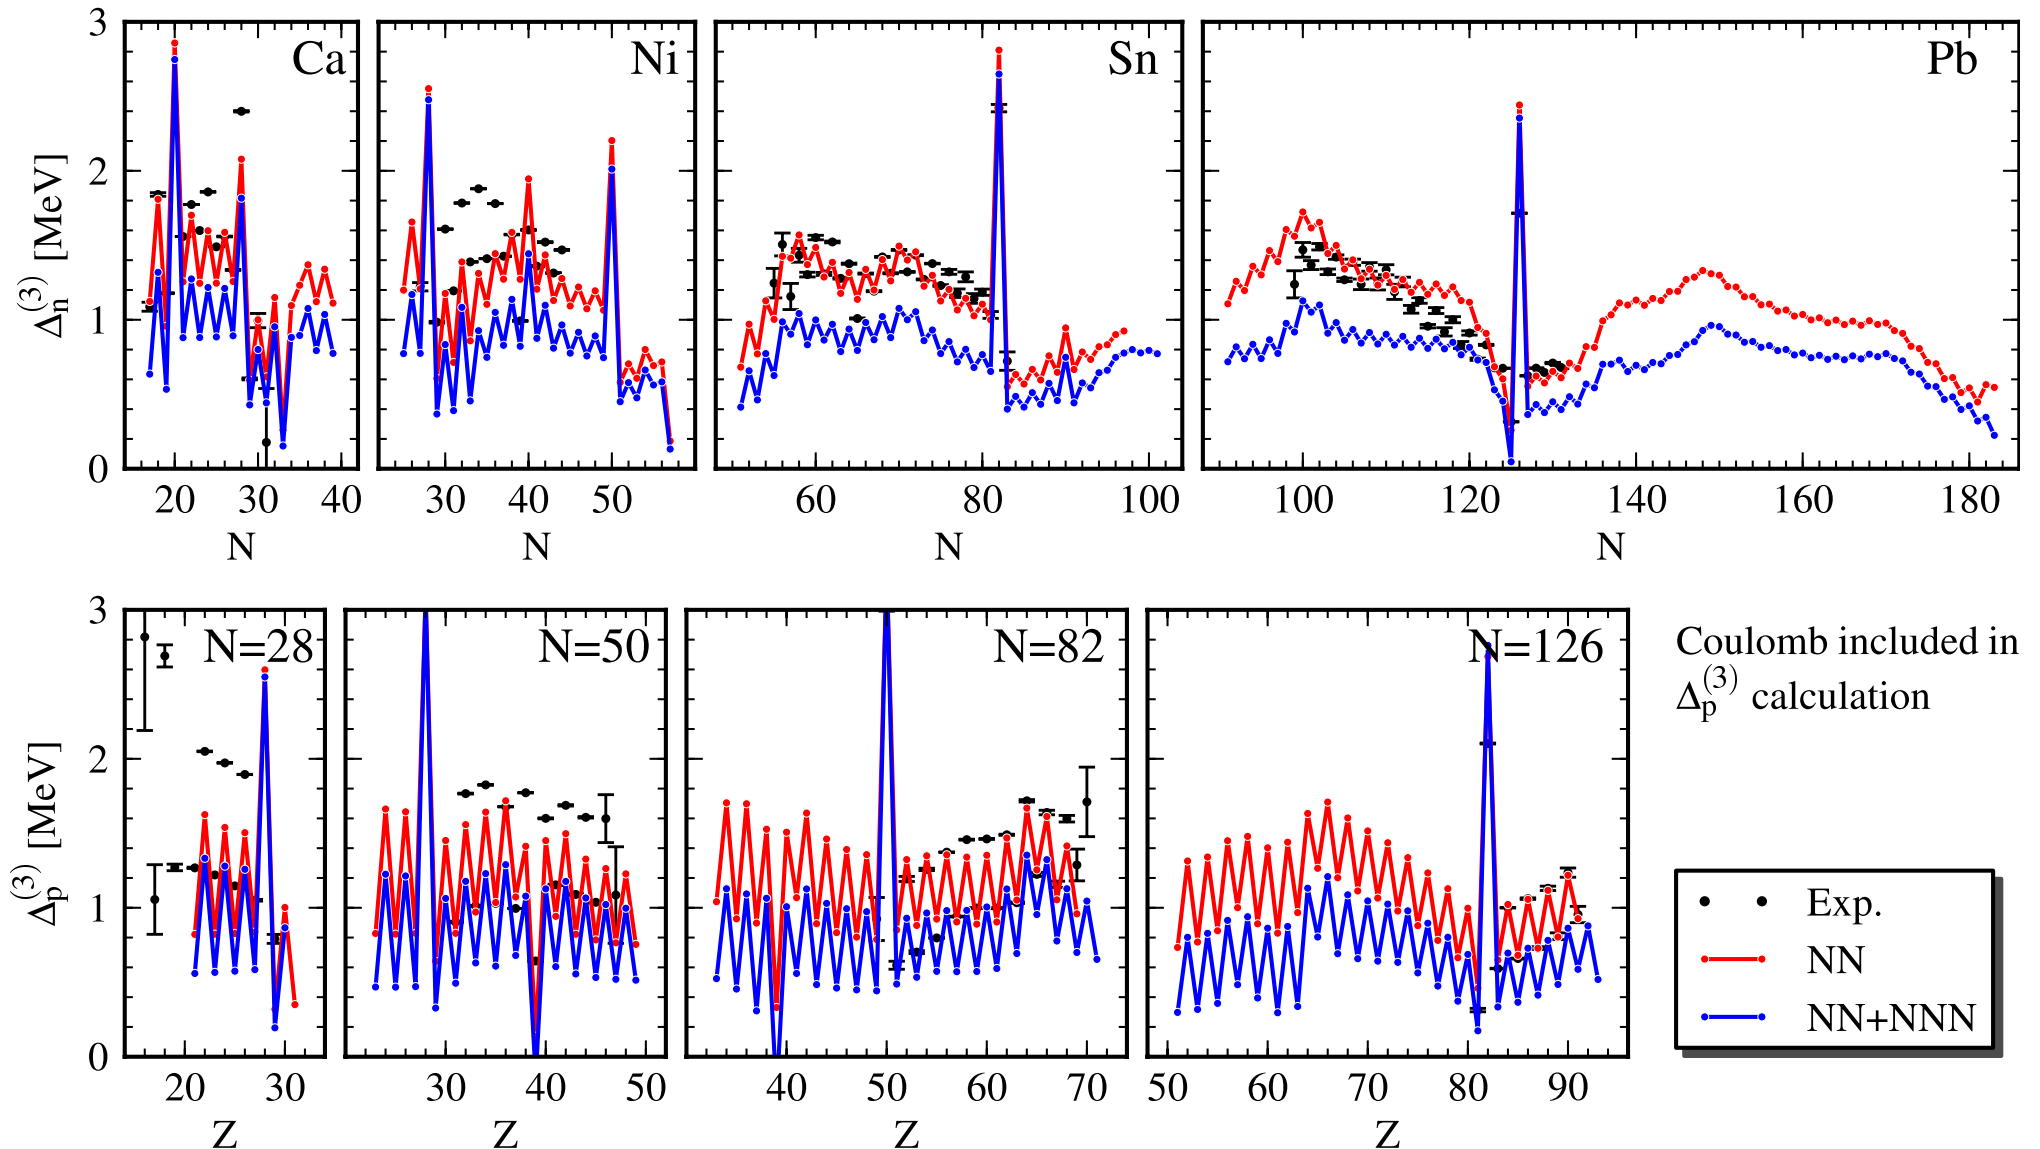 3
2
1
0
Δn(3) [MeV]
Ca
Ni
Sn
Pb
20 30 40
30 40 50
60 80 100
100 120 140 160 180
N
N
N
N
3
2
1
0
Δp(3) [MeV]
N=28
N=50
N=82
N=126
20 30
30 40 50
40 50 60 70
50 60 70 80 90
Z
Z
Z
Z
Coulomb included in
Δp(3) calculation
Exp.
NN
NN+NNN